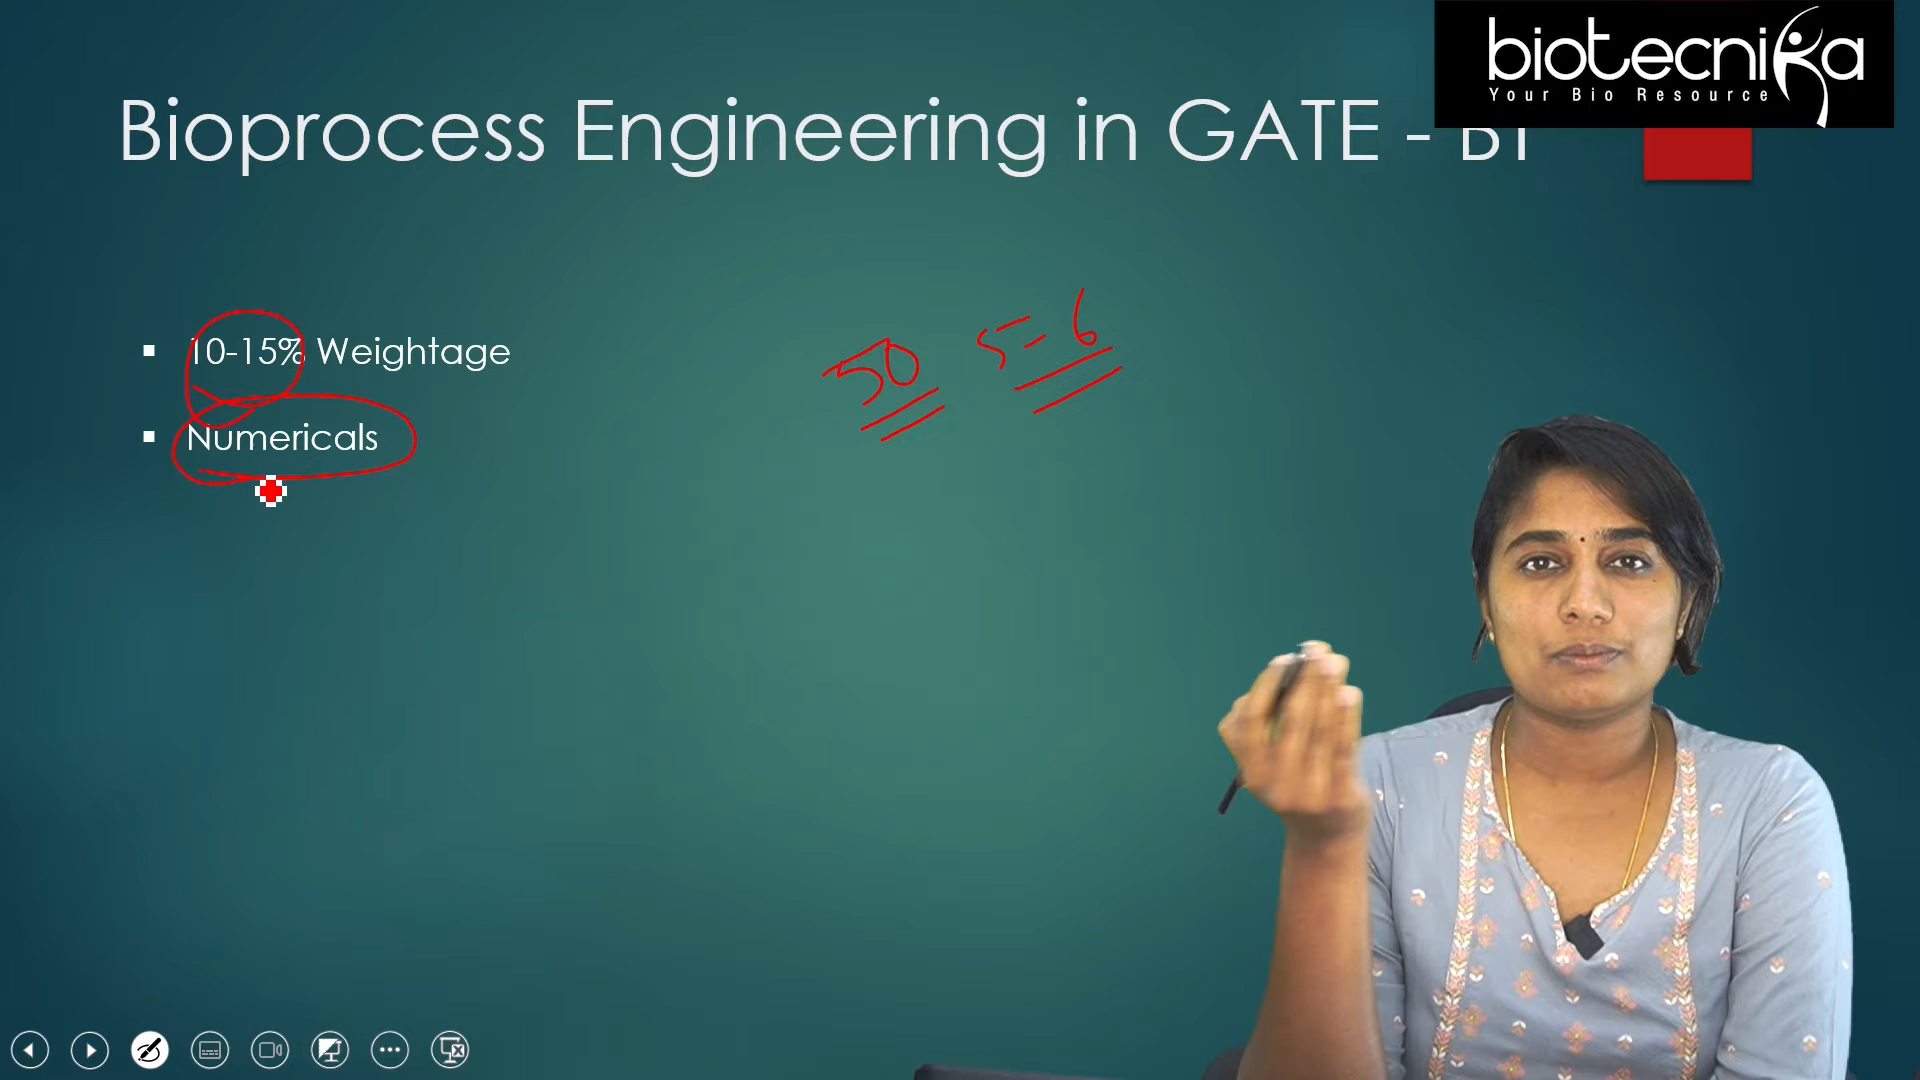 biotecnika
Your Bio Resource
Bioprocess Engineering in GATE - BT
10-15% Weightage
Numericals
50
5-6